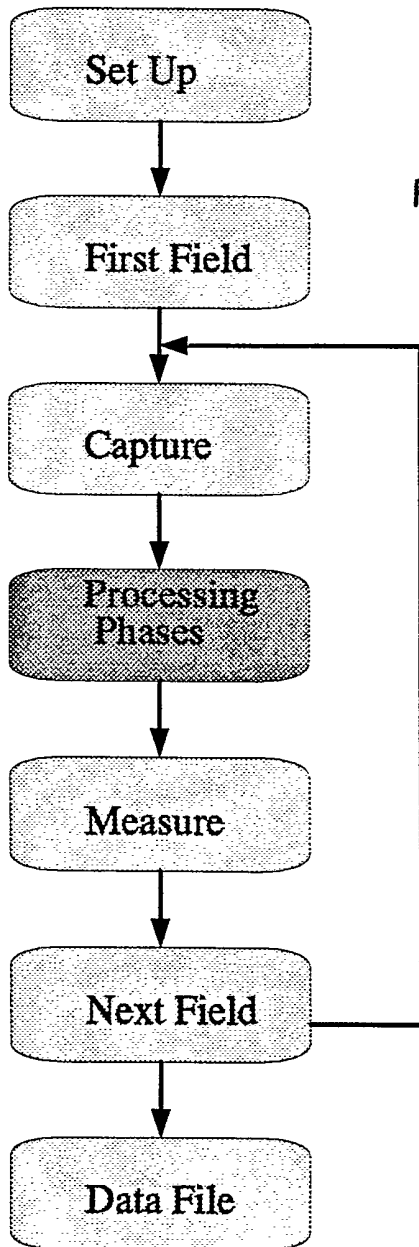 Set Up
First Field
Capture
Processing
Phases
Measure
Next Field
Data File